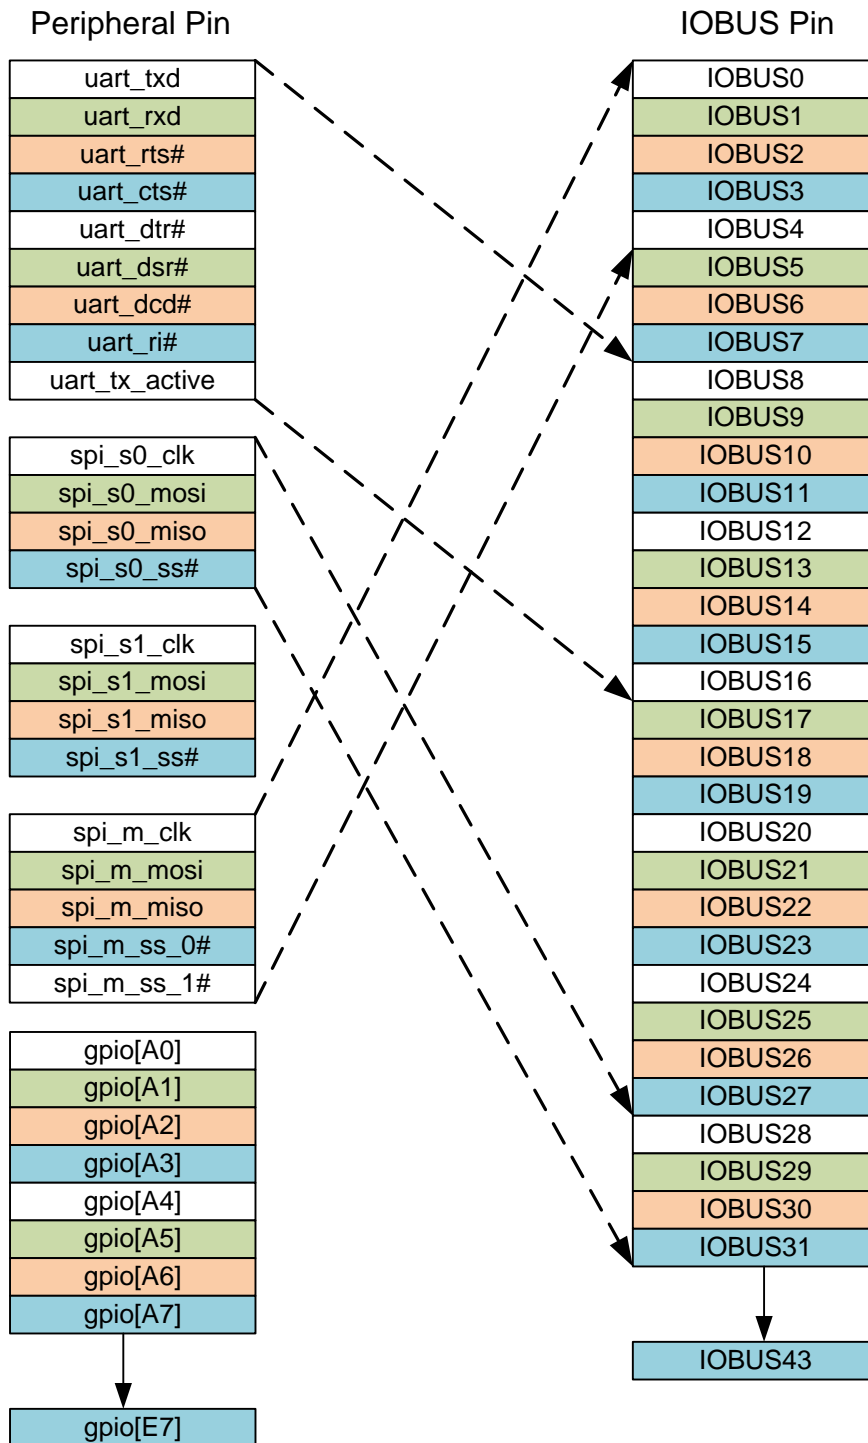 Peripheral Pin
uart_txd
uart_rxd
uart_rts#
uart_cts#
uart_dtr#
uart_dsr#
uart_dcd#
uart_ri#
uart_tx_active
spi_s0_clk
spi_s0_mosi
spi_s0_miso
spi_s0_ss#
spi_s1_clk
spi_s1_mosi
spi_s1_miso
spi_s1_ss#
spi_m_clk
spi_m_mosi
spi_m_miso
spi_m_ss_0#
spi_m_ss_1#
gpio[A0]
gpio[A1]
gpio[A2]
gpio[A3]
gpio[A4]
gpio[A5]
gpio[A6]
gpio[A7]
gpio[E7]
IOBUS Pin
IOBUS0
IOBUS1
IOBUS2
IOBUS3
IOBUS4
IOBUS5
IOBUS6
IOBUS7
IOBUS8
IOBUS9
IOBUS10
IOBUS11
IOBUS12
IOBUS13
IOBUS14
IOBUS15
IOBUS16
IOBUS17
IOBUS18
IOBUS19
IOBUS20
IOBUS21
IOBUS22
IOBUS23
IOBUS24
IOBUS25
IOBUS26
IOBUS27
IOBUS28
IOBUS29
IOBUS30
IOBUS31
IOBUS43